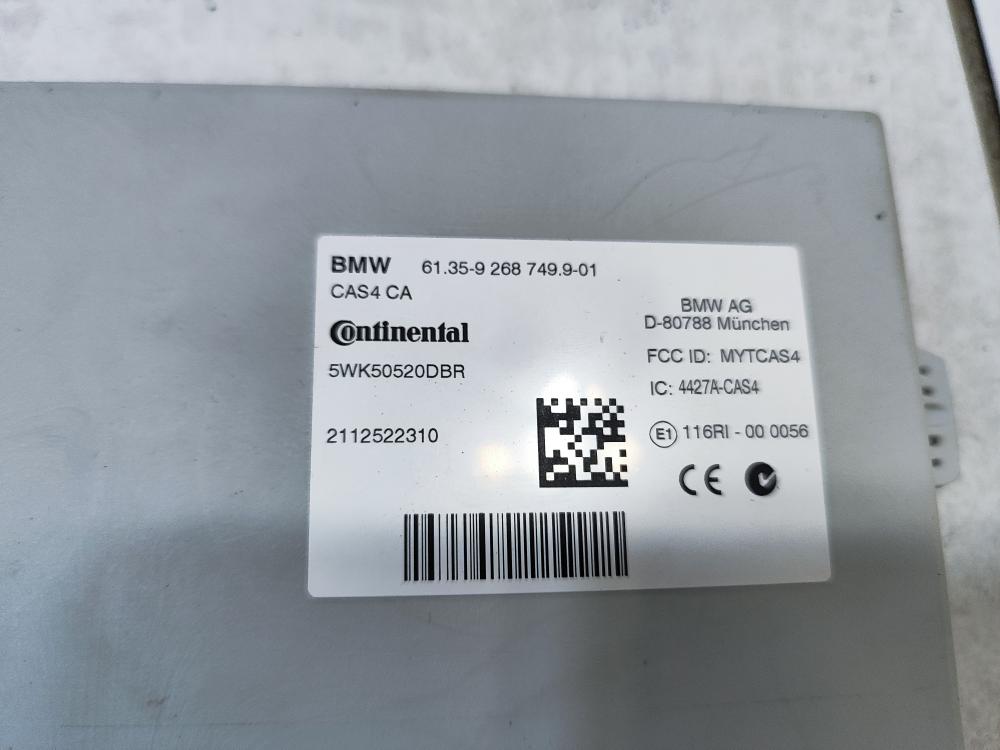 BMW 61.35-9 268 749.9-01
CAS4 CA
Continental
5WK50520DBR
2112522310
BMW AG
D-80788 München
FCC ID: MYTCAS4
IC: 4427A-CAS4
E1 116RI - 00 0056
CE